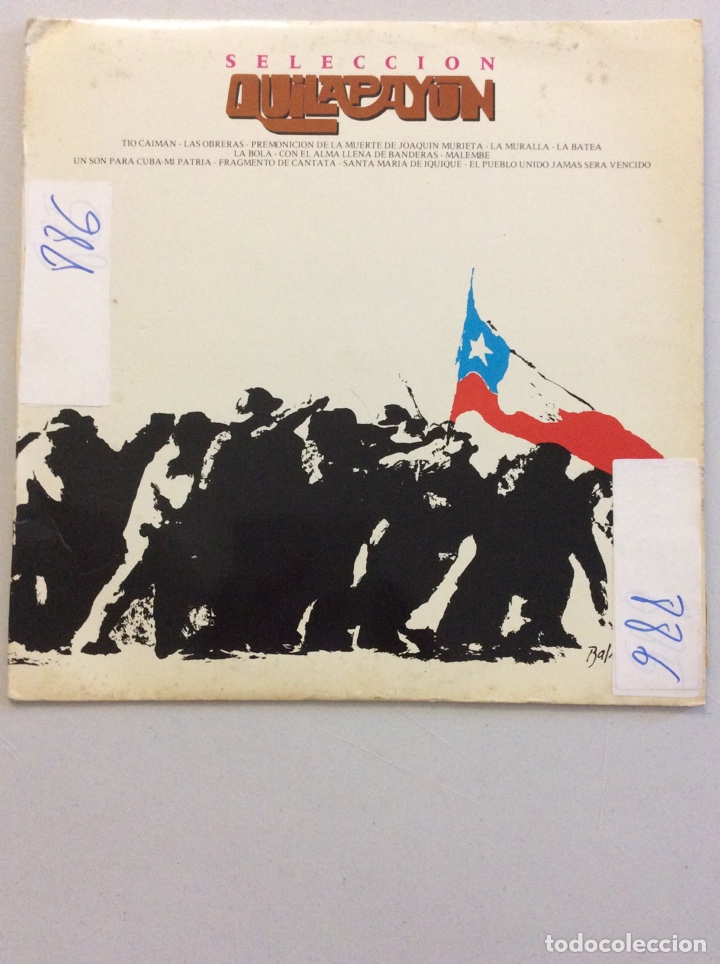 SELECCION
QUILAPAYUN
TIO CAIMAN - LAS OBRERAS - PREMONICION DE LA MUERTE DE JOAQUIN MURIETA - LA MURALLA - LA BATEA
LA BOLA - CON EL ALMA LLENA DE BANDERAS - MALEMBE
UN SON PARA CUBA-MI PATRIA - FRAGMENTO DE CANTATA - SANTA MARIA DE IQUIQUE - EL PUEBLO UNIDO JAMAS SERA VENCIDO
886
886
todocoleccion